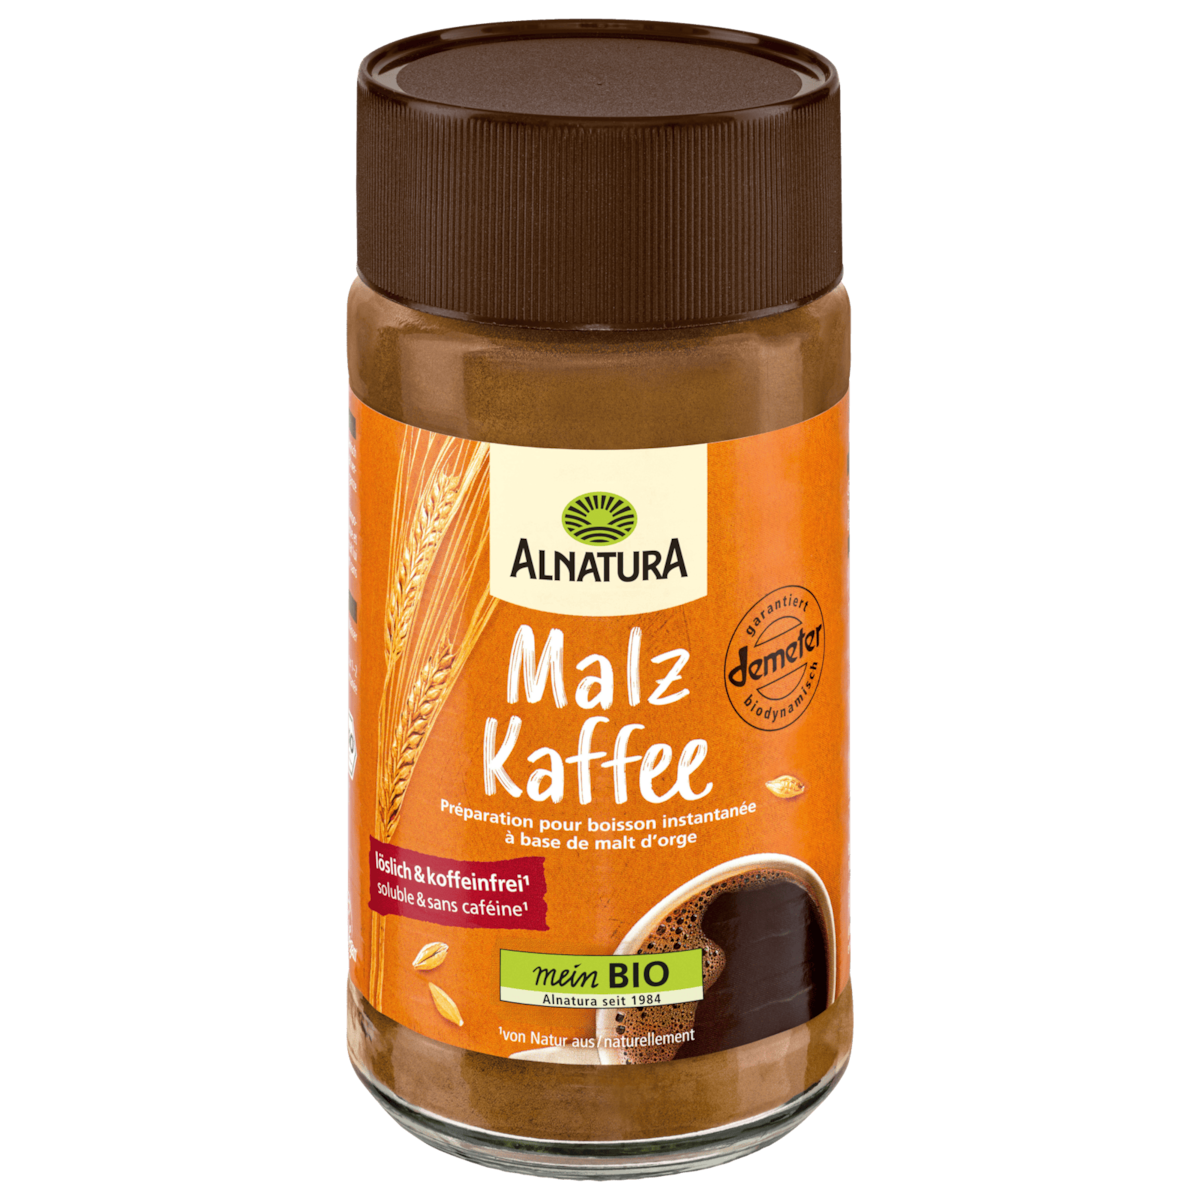 ALNATURA
Malz
Kaffee
Préparation pour boisson instantanée
à base de malt d'orge
garantiert
demeter
biodynamisch
löslich & koffeinfrei¹
soluble & sans caféine¹
mein BIO
Alnatura seit 1984
¹von Natur aus/naturellement